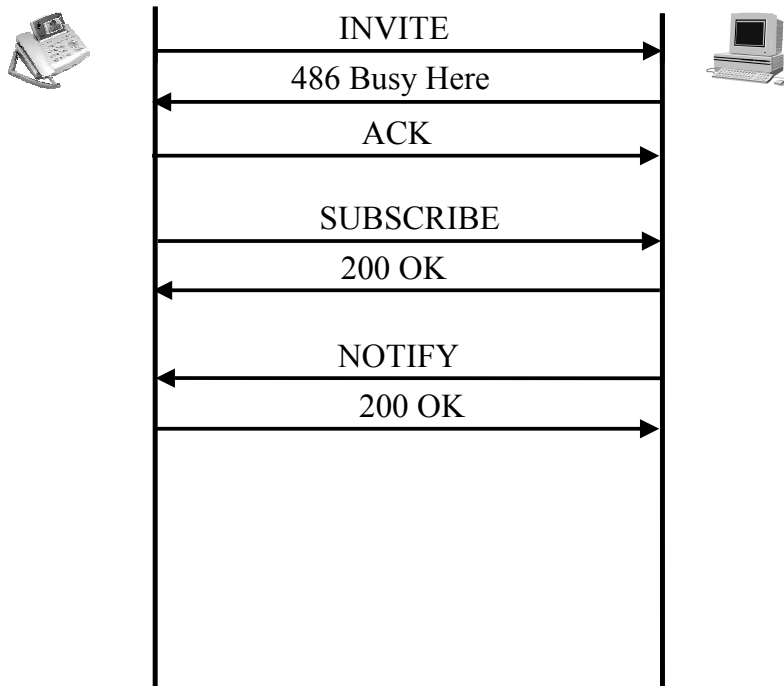 INVITE
486 Busy Here
ACK
SUBSCRIBE
200 OK
NOTIFY
200 OK